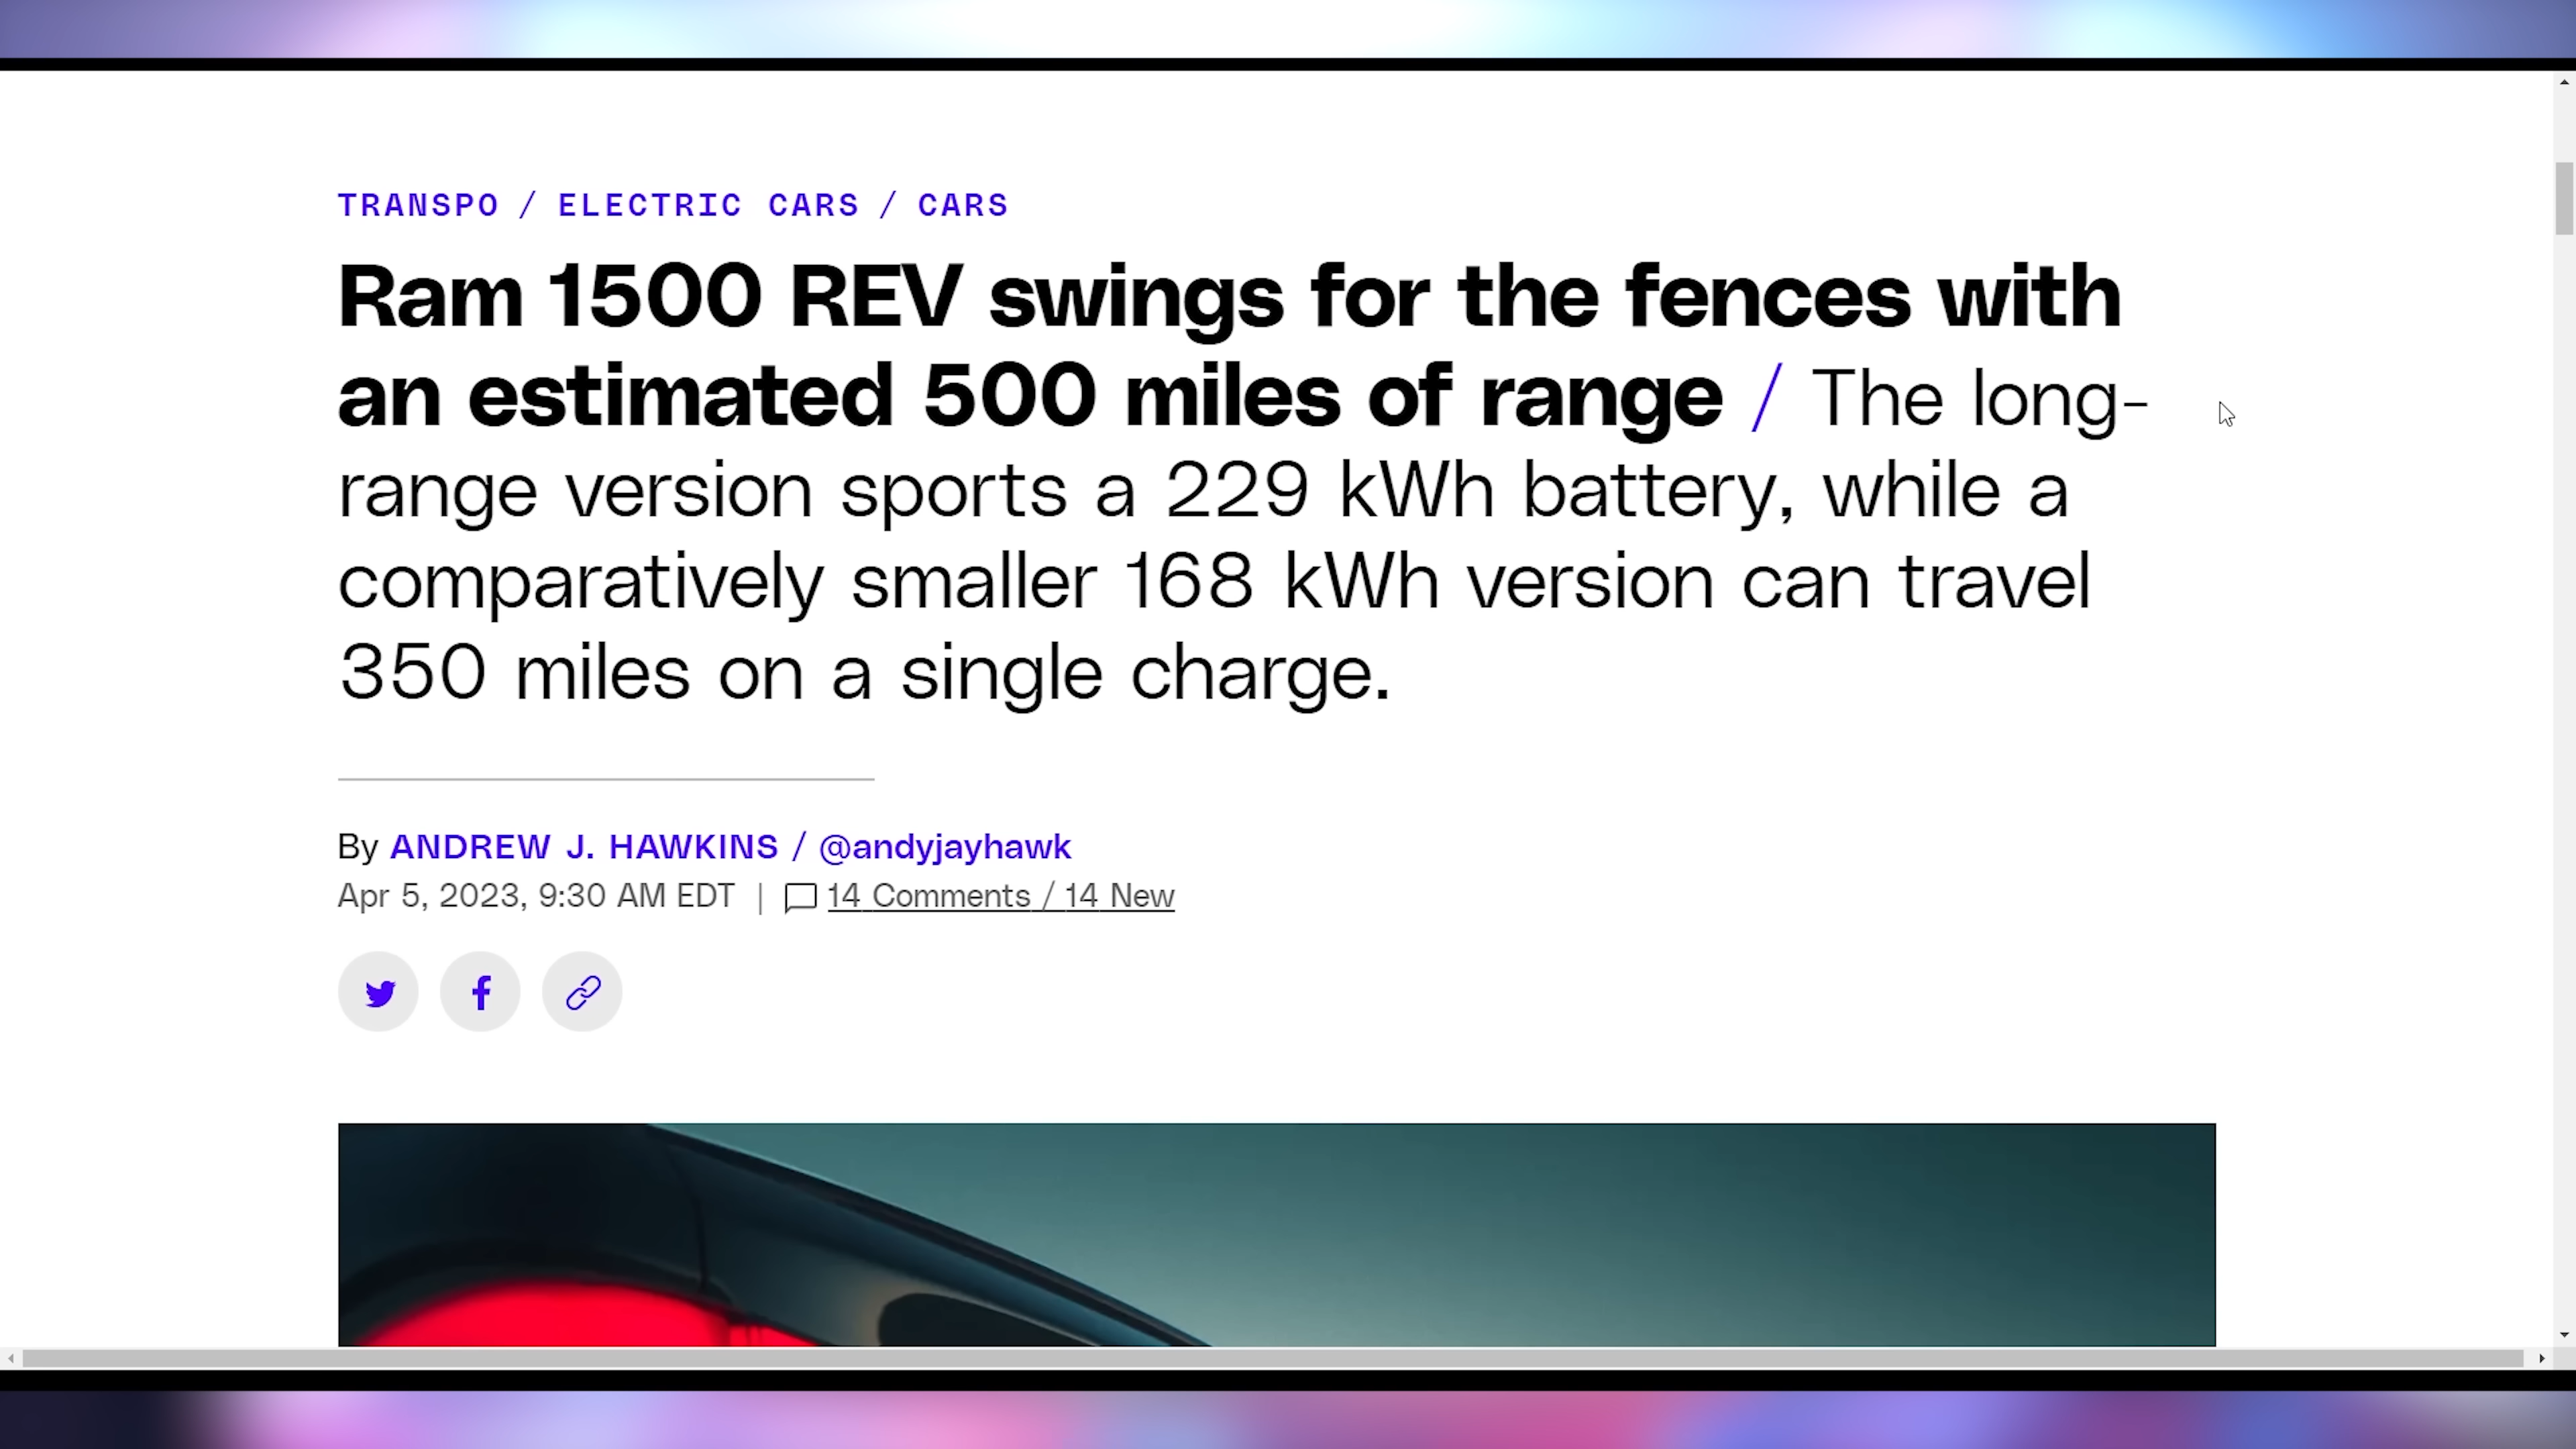 TRANSPO / ELECTRIC CARS / CARS
Ram 1500 REV swings for the fences with
an estimated 500 miles of range / The long-
range version sports a 229 kWh battery, while a
comparatively smaller 168 kWh version can travel
350 miles on a single charge.
By ANDREW J. HAWKINS / @andyjayhawk
Apr 5, 2023, 9:30 AM EDT | 14 Comments / 14 New